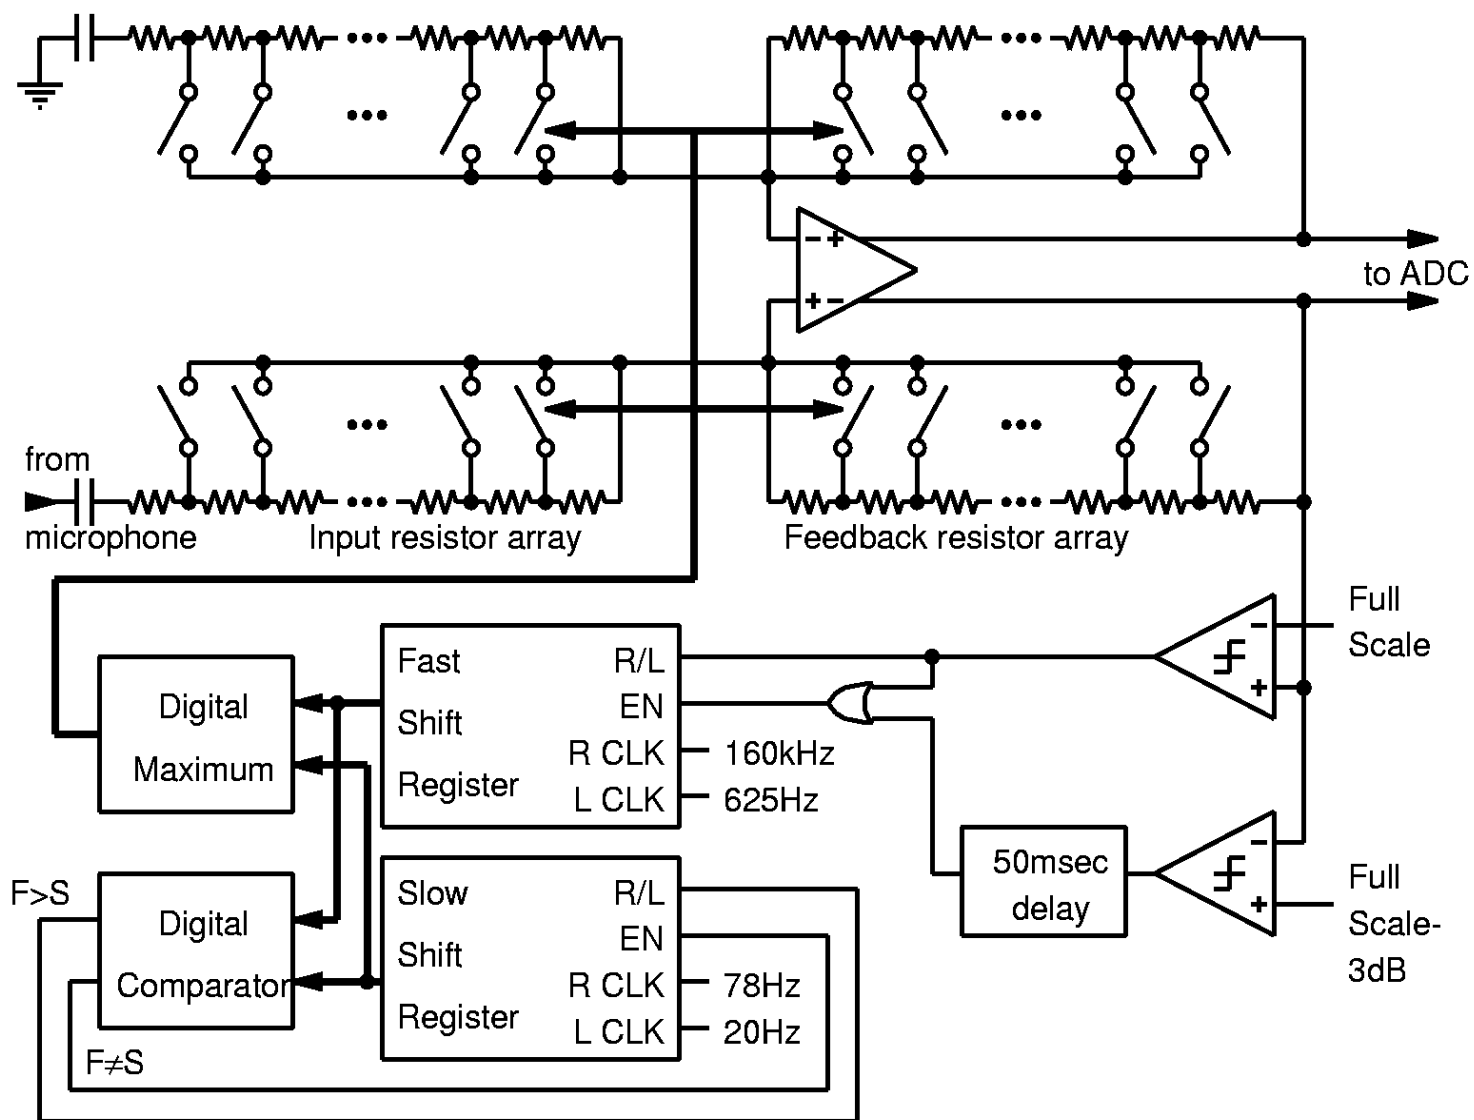 to ADC
from
microphone
Input resistor array
Feedback resistor array
Full
Scale
Fast
Shift
Register
R/L
EN
R CLK
L CLK
160kHz
625Hz
Digital
Maximum
50msec
delay
Full
Scale-
3dB
F>S
Digital
Comparator
F≠S
Slow
Shift
Register
R/L
EN
R CLK
L CLK
78Hz
20Hz